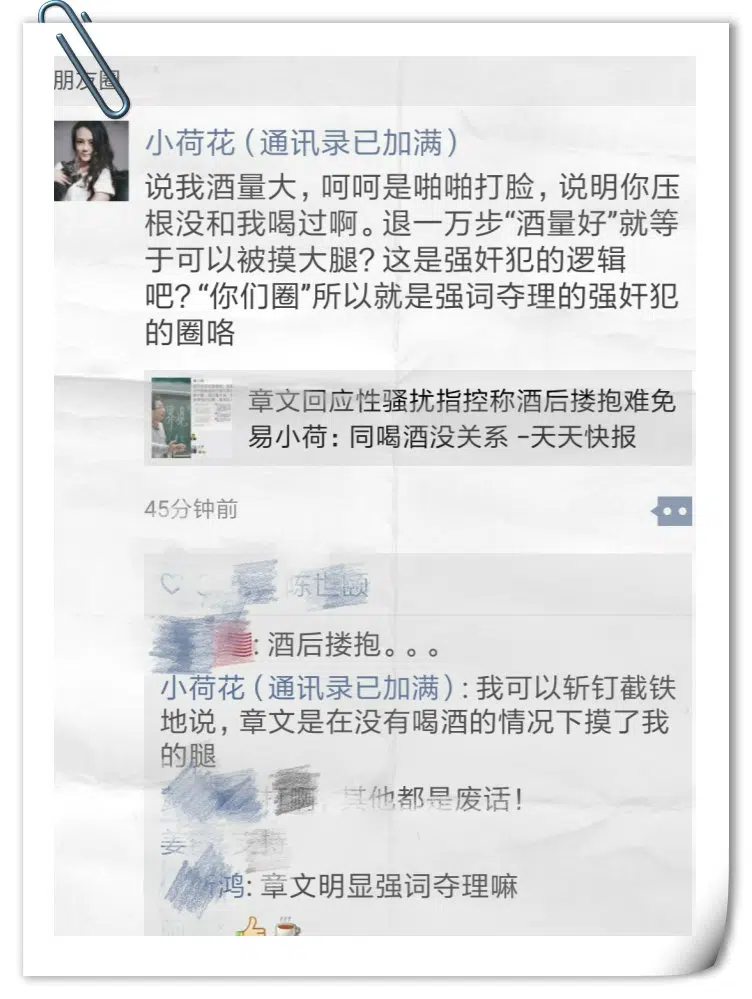 朋友圈
小荷花（通讯录已加满）
说我酒量大，呵呵是啪啪打脸，说明你压
根没和我喝过啊。退一万步“酒量好”就等
于可以被摸大腿？这是强奸犯的逻辑
吧？“你们圈”所以就是强词夺理的强奸犯
的圈咯
章文回应性骚扰指控称酒后搂抱难免
易小荷：同喝酒没关系 -天天快报
45分钟前
陈世
: 酒后搂抱。。。
小荷花（通讯录已加满）: 我可以斩钉截铁
地说，章文是在没有喝酒的情况下摸了我
的腿
其他都是废话！
姜
鸿: 章文明显强词夺理嘛